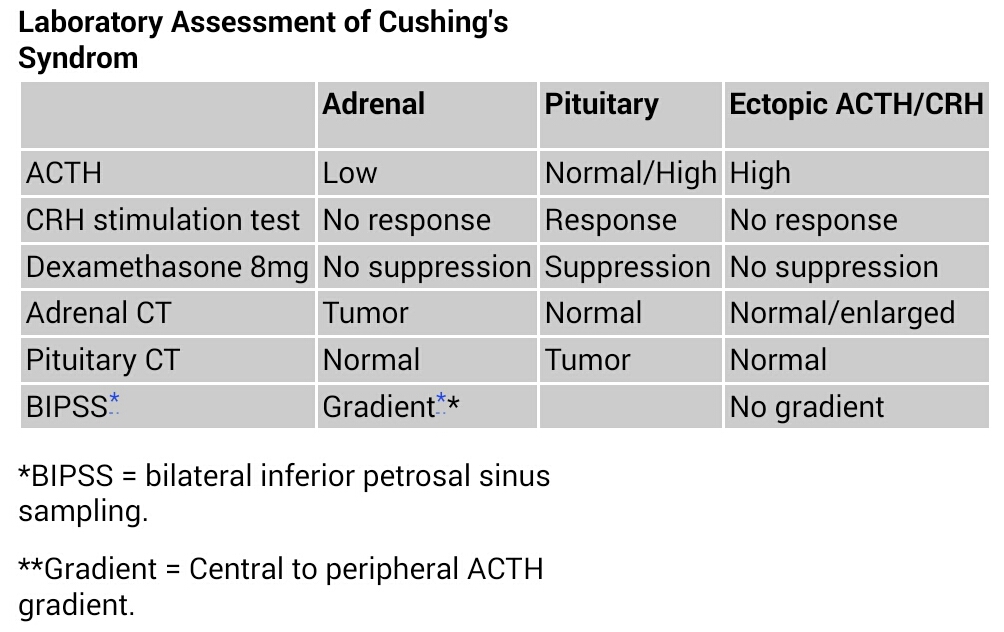 Laboratory Assessment of Cushing's
Syndrom
Adrenal Pituitary Ectopic ACTH/CRH
ACTH Low Normal/High High
CRH stimulation test No response Response No response
Dexamethasone 8mg No suppression Suppression No suppression
Adrenal CT Tumor Normal Normal/enlarged
Pituitary CT Normal Tumor Normal
BIPSS* Gradient** No gradient
*BIPSS = bilateral inferior petrosal sinus
sampling.
**Gradient = Central to peripheral ACTH
gradient.